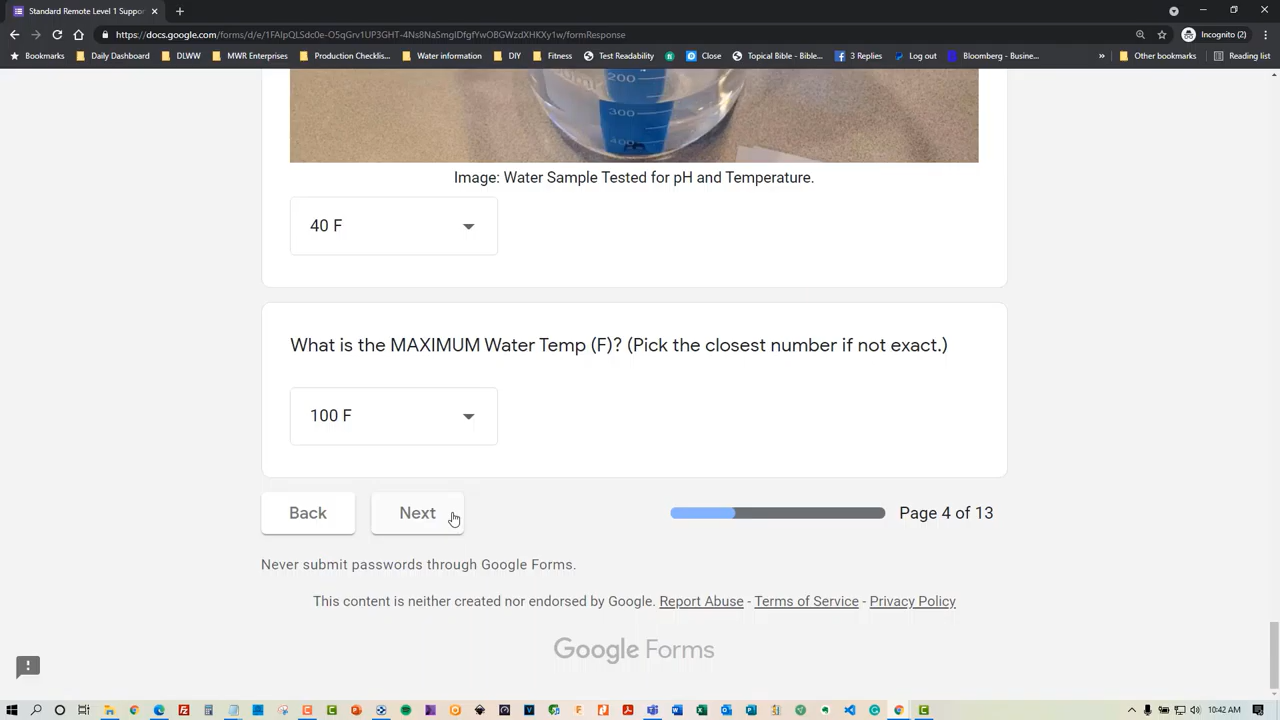 Standard Remote Level 1 Suppor
https://docs.google.com/forms/d/e/1FAIpQLSdc0e-O5qGrv1UP3GHT-4Ns8NaSmgIDfgfYwOBGWzdXHKXy1w/formResponse
Incognito (2)
Bookmarks
Daily Dashboard
DLWW
MWR Enterprises
Production Checklis...
Water information
DIY
Fitness
Test Readability
Close
Topical Bible - Bible...
3 Replies
Log out
Bloomberg - Busine...
»
Other bookmarks
Reading list
200
300
400
Image: Water Sample Tested for pH and Temperature.
40 F
What is the MAXIMUM Water Temp (F)? (Pick the closest number if not exact.)
100 F
Back
Next
Page 4 of 13
Never submit passwords through Google Forms.
This content is neither created nor endorsed by Google. Report Abuse - Terms of Service - Privacy Policy
Google Forms
10:42 AM